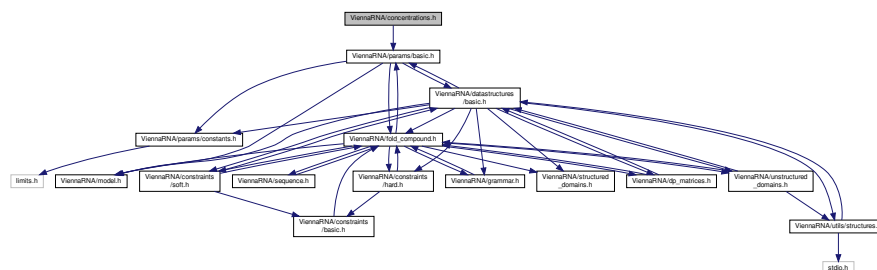 ViennaRNA/concentrations.h
ViennaRNA/params/basic.h
ViennaRNA/datastructures
/basic.h
ViennaRNA/params/constants.h
ViennaRNA/fold_compound.h
limits.h
ViennaRNA/model.h
ViennaRNA/constraints
/soft.h
ViennaRNA/sequence.h
ViennaRNA/constraints
/hard.h
ViennaRNA/grammar.h
ViennaRNA/structured
_domains.h
ViennaRNA/dp_matrices.h
ViennaRNA/unstructured
_domains.h
ViennaRNA/constraints
/basic.h
ViennaRNA/utils/structures.
stdio.h